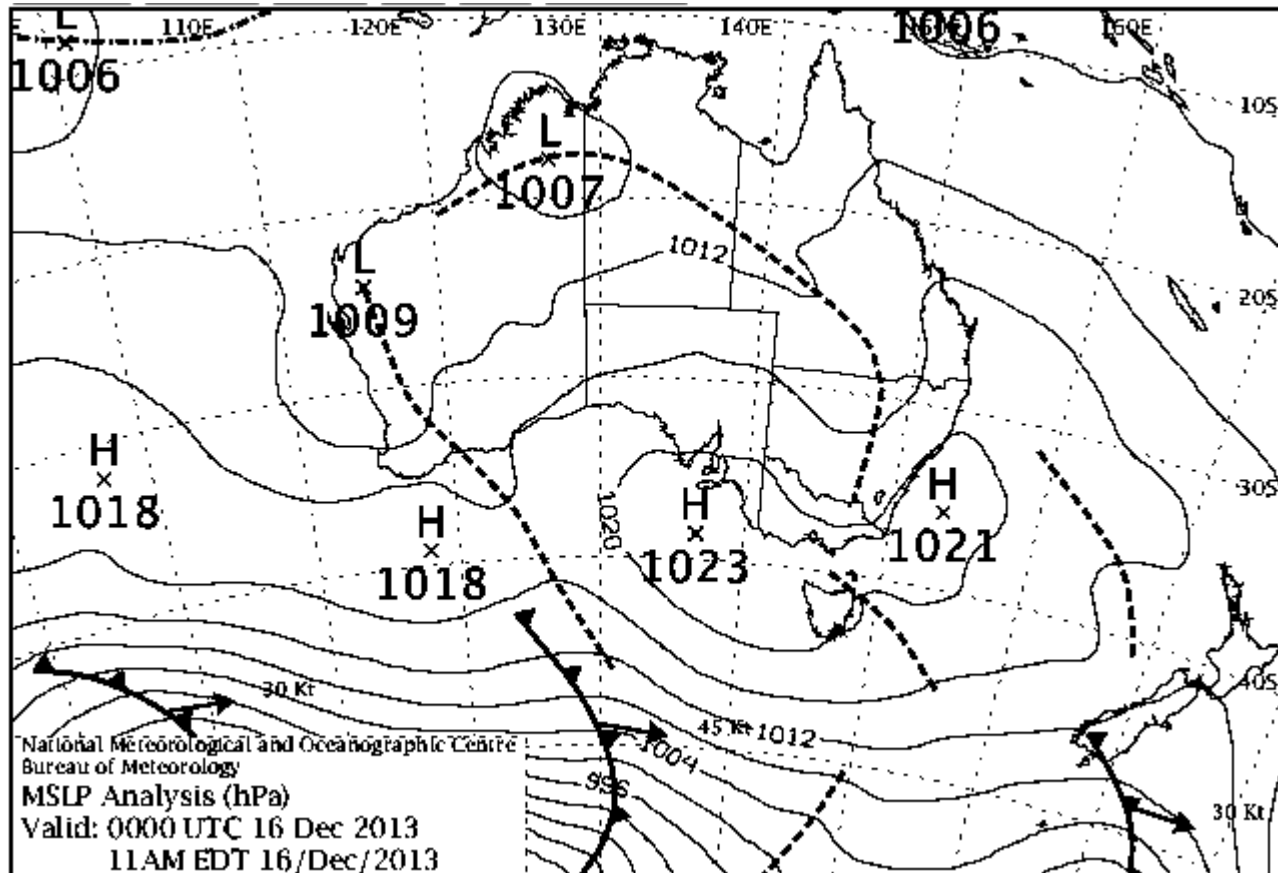 E 110E 120E 130E 140E 160E
L
1006
1006
10S
L
1007
1012
20S
L
1009
H
1018
H
1018
1020
H
1023
H
1021
30S
40S
30 Kt
45 Kt
1012
1004
996
30 Kt
National Meteorological and Oceanographic Centre
Bureau of Meteorology
MSLP Analysis (hPa)
Valid: 0000 UTC 16 Dec 2013
11AM EDT 16/Dec/2013